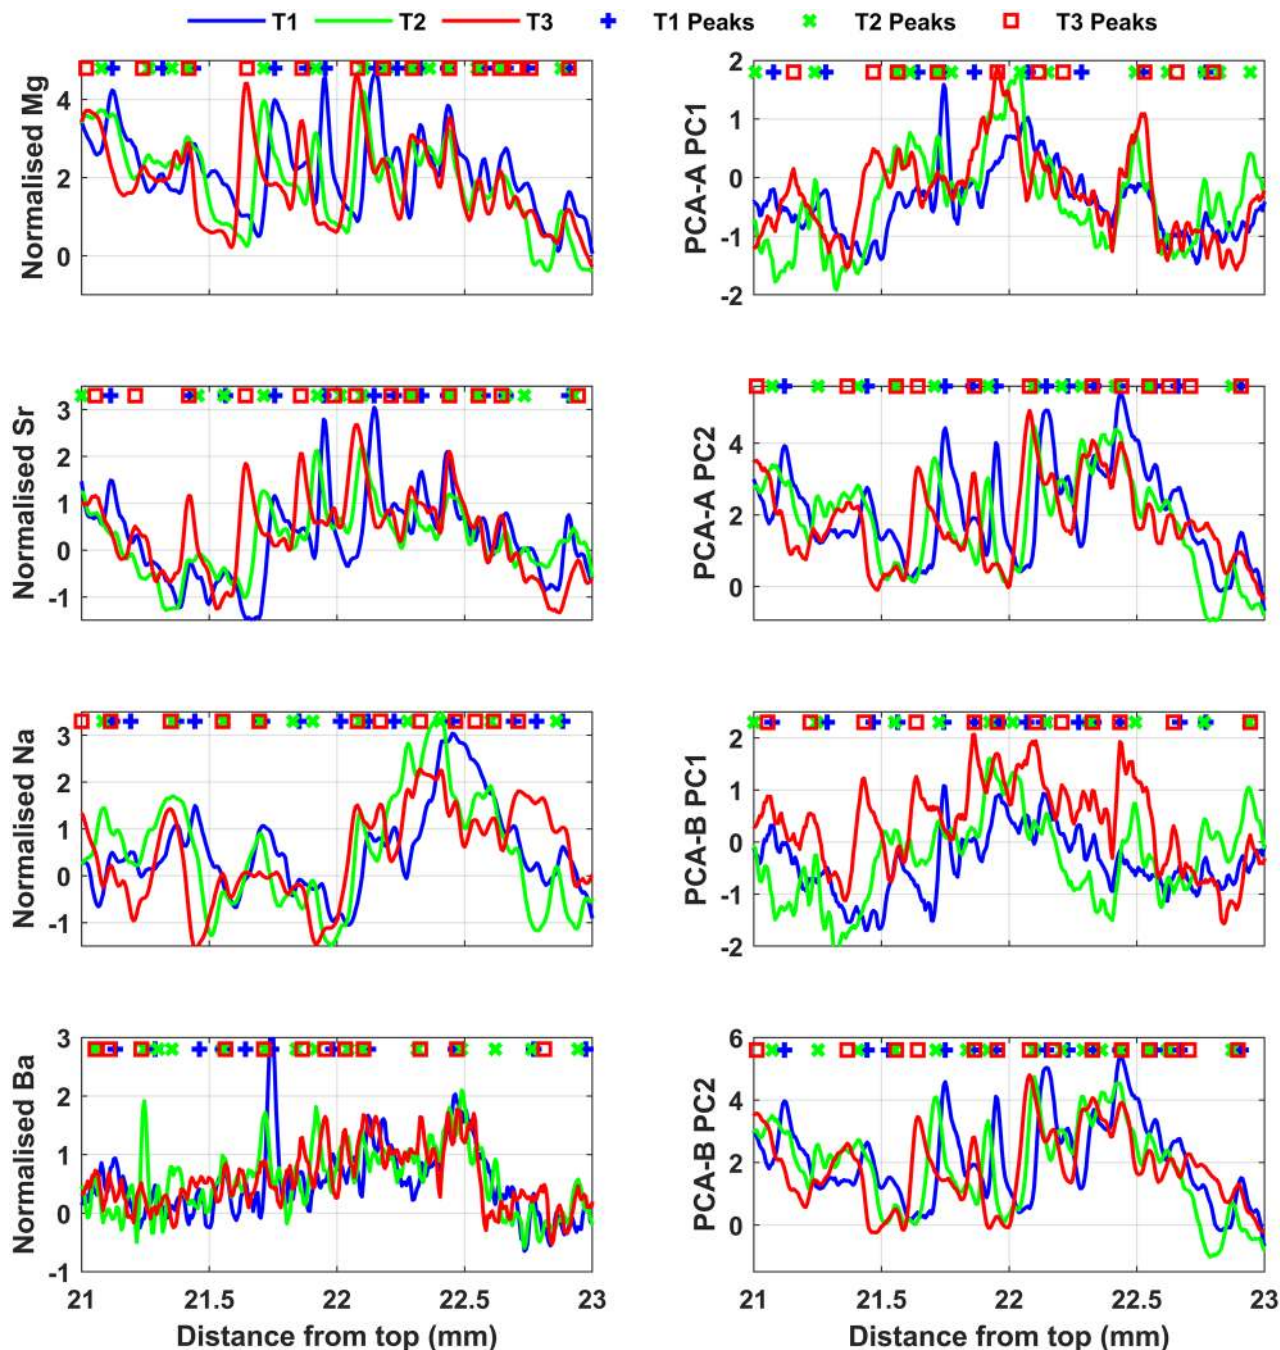 T1 T2 T3 T1 Peaks T2 Peaks T3 Peaks
Normalised Mg
4
2
0
PCA-A PC1
2
1
0
-1
-2
Normalised Sr
3
2
1
0
-1
PCA-A PC2
4
2
0
Normalised Na
3
2
1
0
-1
PCA-B PC1
2
1
0
-1
-2
Normalised Ba
3
2
1
0
-1
21 21.5 22 22.5 23
Distance from top (mm)
PCA-B PC2
6
4
2
0
21 21.5 22 22.5 23
Distance from top (mm)